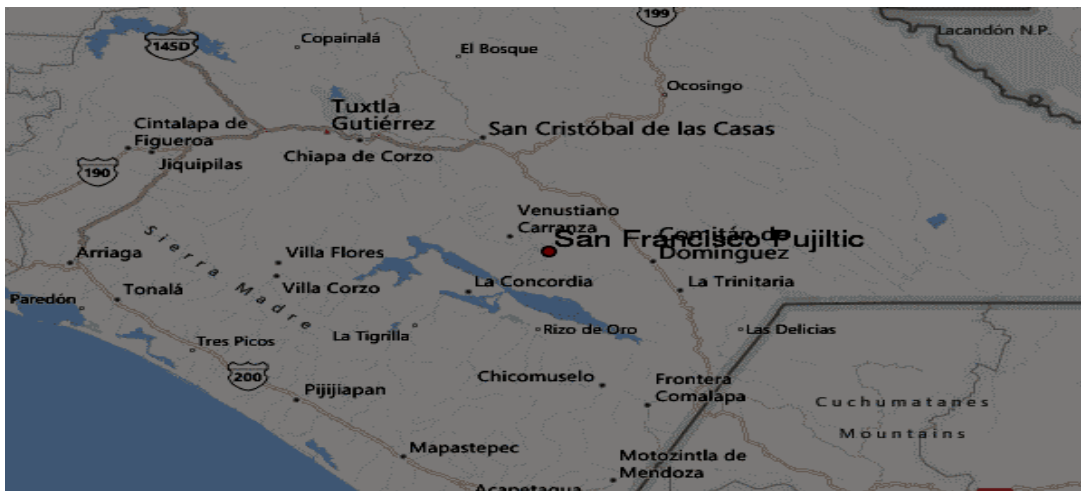 199
Lacandón N.P.
145D
Copainalá
El Bosque
Ocosingo
Tuxtla
Gutiérrez
Cintalapa de
Figueroa
San Cristóbal de las Casas
Chiapa de Corzo
Jiquipilas
190
Venustiano
Carranza
San Francisco Pujiltic
Comitán de
Domínguez
Sierra Madre
Arriaga
Villa Flores
Villa Corzo
La Concordia
La Trinitaria
Paredón
Tonalá
La Tigrilla
Rizo de Oro
Las Delicias
Tres Picos
200
Pijijiapan
Chicomuselo
Frontera
Comalapa
Cuchumatanes
Mountains
Mapastepec
Motozintla de
Mendoza
Acapetagua